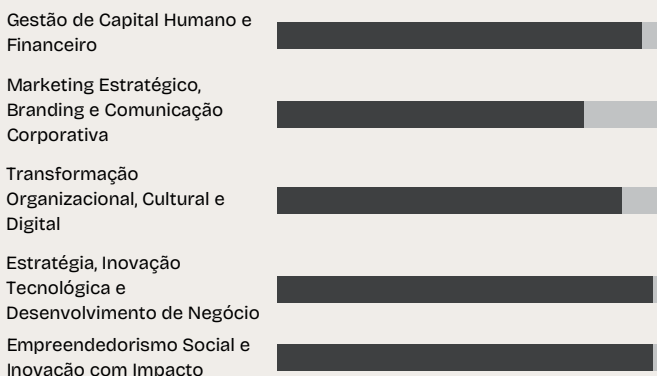 Gestão de Capital Humano e
Financeiro
Marketing Estratégico,
Branding e Comunicação
Corporativa
Transformação
Organizacional, Cultural e
Digital
Estratégia, Inovação
Tecnológica e
Desenvolvimento de Negócio
Empreendedorismo Social e
Inovação com Impacto